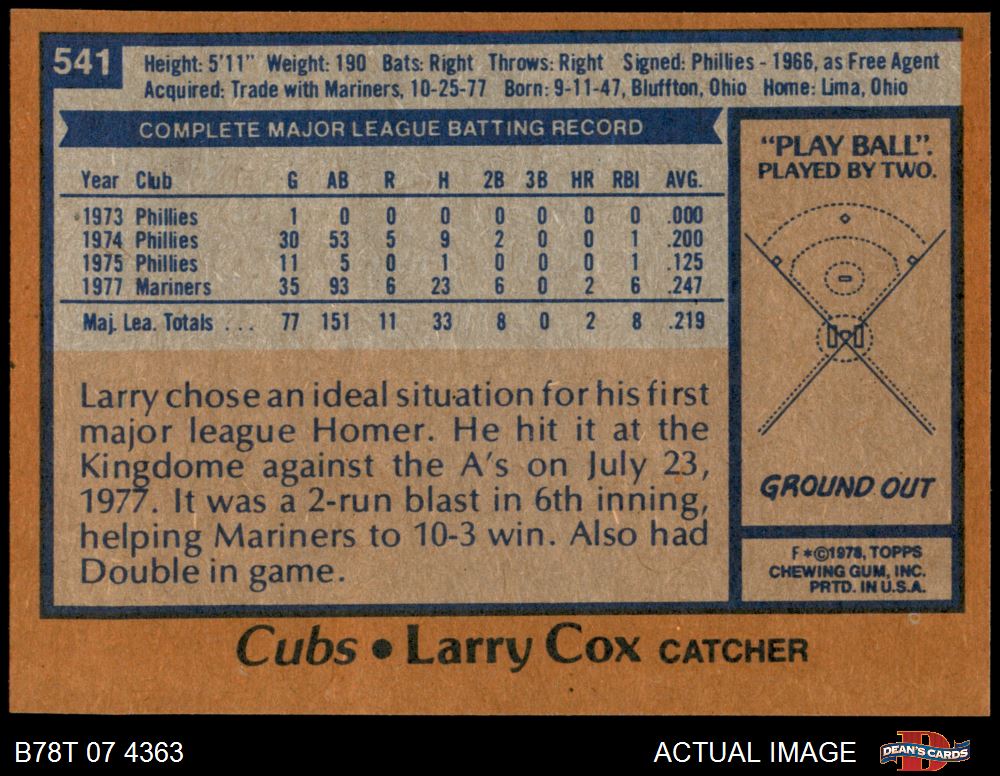 541
Height: 5'11" Weight: 190 Bats: Right Throws: Right Signed: Phillies - 1966, as Free Agent
Acquired: Trade with Mariners, 10-25-77 Born: 9-11-47, Bluffton, Ohio Home: Lima, Ohio
COMPLETE MAJOR LEAGUE BATTING RECORD
Year Club G AB R H 2B 3B HR RBI AVG.
1973 Phillies 1 0 0 0 0 0 0 0 .000
1974 Phillies 30 53 5 9 2 0 0 1 .200
1975 Phillies 11 5 0 1 0 0 0 1 .125
1977 Mariners 35 93 6 23 6 0 2 6 .247
Maj. Lea. Totals . . . 77 151 11 33 8 0 2 8 .219
Larry chose an ideal situation for his first
major league Homer. He hit it at the
Kingdome against the A's on July 23,
1977. It was a 2-run blast in 6th inning,
helping Mariners to 10-3 win. Also had
Double in game.
"PLAY BALL".
PLAYED BY TWO.
GROUND OUT
F*©1978, TOPPS
CHEWING GUM, INC.
PRTD. IN U.S.A.
Cubs • Larry Cox CATCHER
B78T 07 4363
ACTUAL IMAGE
D
DEAN'S CARDS